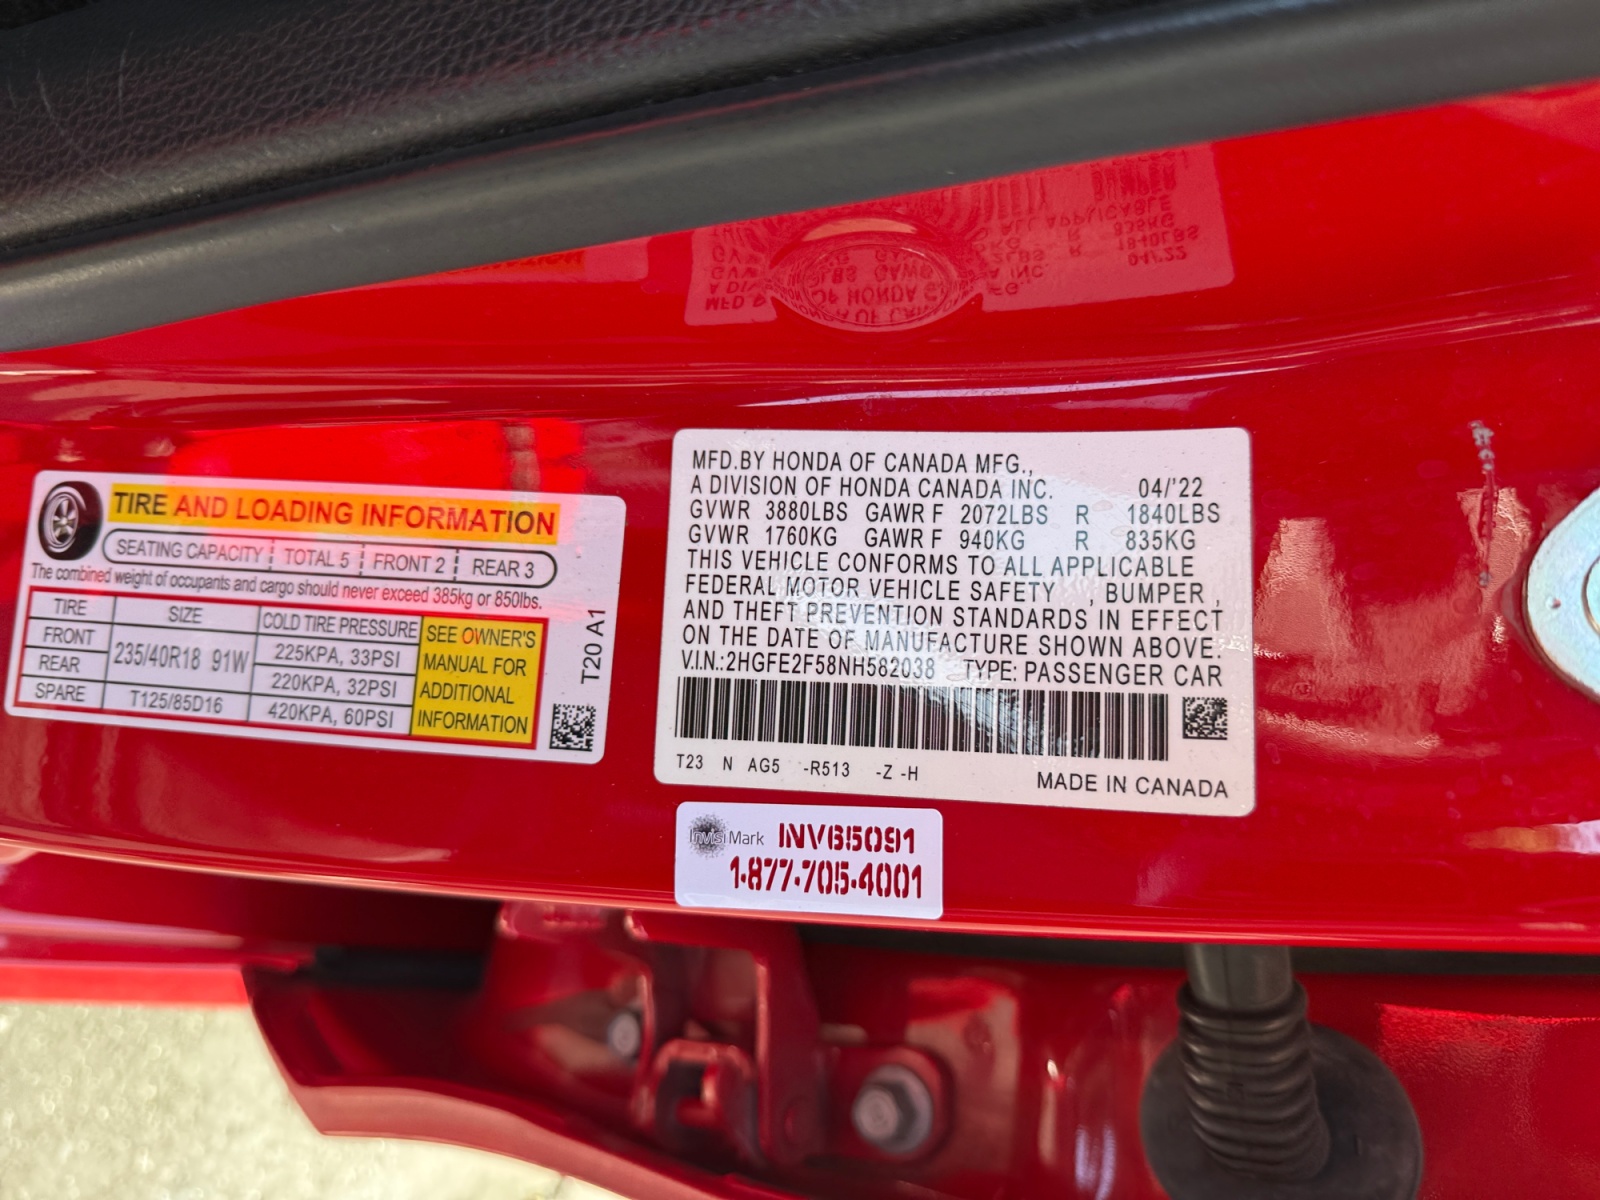 TIRE AND LOADING INFORMATION
SEATING CAPACITY TOTAL 5 FRONT 2 REAR 3
The combined weight of occupants and cargo should never exceed 385kg or 850lbs.
TIRE SIZE COLD TIRE PRESSURE
FRONT 235/40R18 91W 225KPA, 33PSI
REAR 220KPA, 32PSI
SPARE T125/85D16 420KPA, 60PSI
SEE OWNER'S
MANUAL FOR
ADDITIONAL
INFORMATION
T20 A1
MFD.BY HONDA OF CANADA MFG.,
A DIVISION OF HONDA CANADA INC. 04/'22
GVWR 3880LBS GAWR F 2072LBS R 1840LBS
GVWR 1760KG GAWR F 940KG R 835KG
THIS VEHICLE CONFORMS TO ALL APPLICABLE
FEDERAL MOTOR VEHICLE SAFETY , BUMPER ,
AND THEFT PREVENTION STANDARDS IN EFFECT
ON THE DATE OF MANUFACTURE SHOWN ABOVE.
V.I.N.:2HGFE2F58NH582038 TYPE: PASSENGER CAR
T23 N AG5 -R513 -Z -H
MADE IN CANADA
InvisiMark INV65091
1-877-705-4001